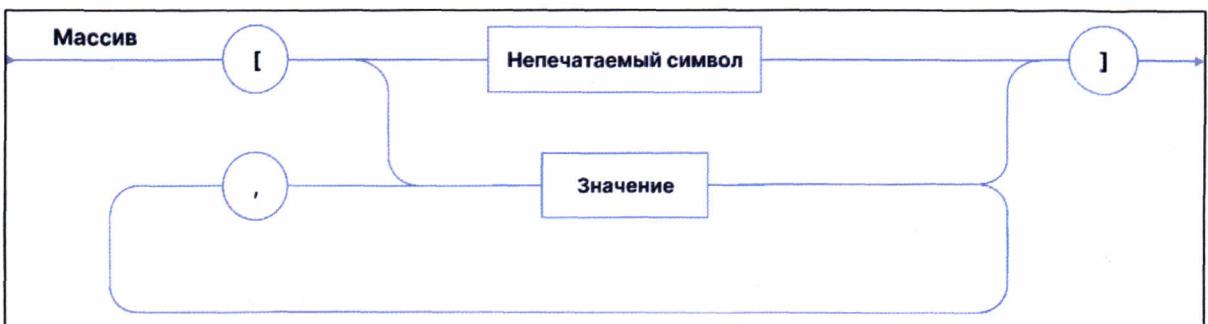 Массив
[
Непечатаемый символ
]
,
Значение